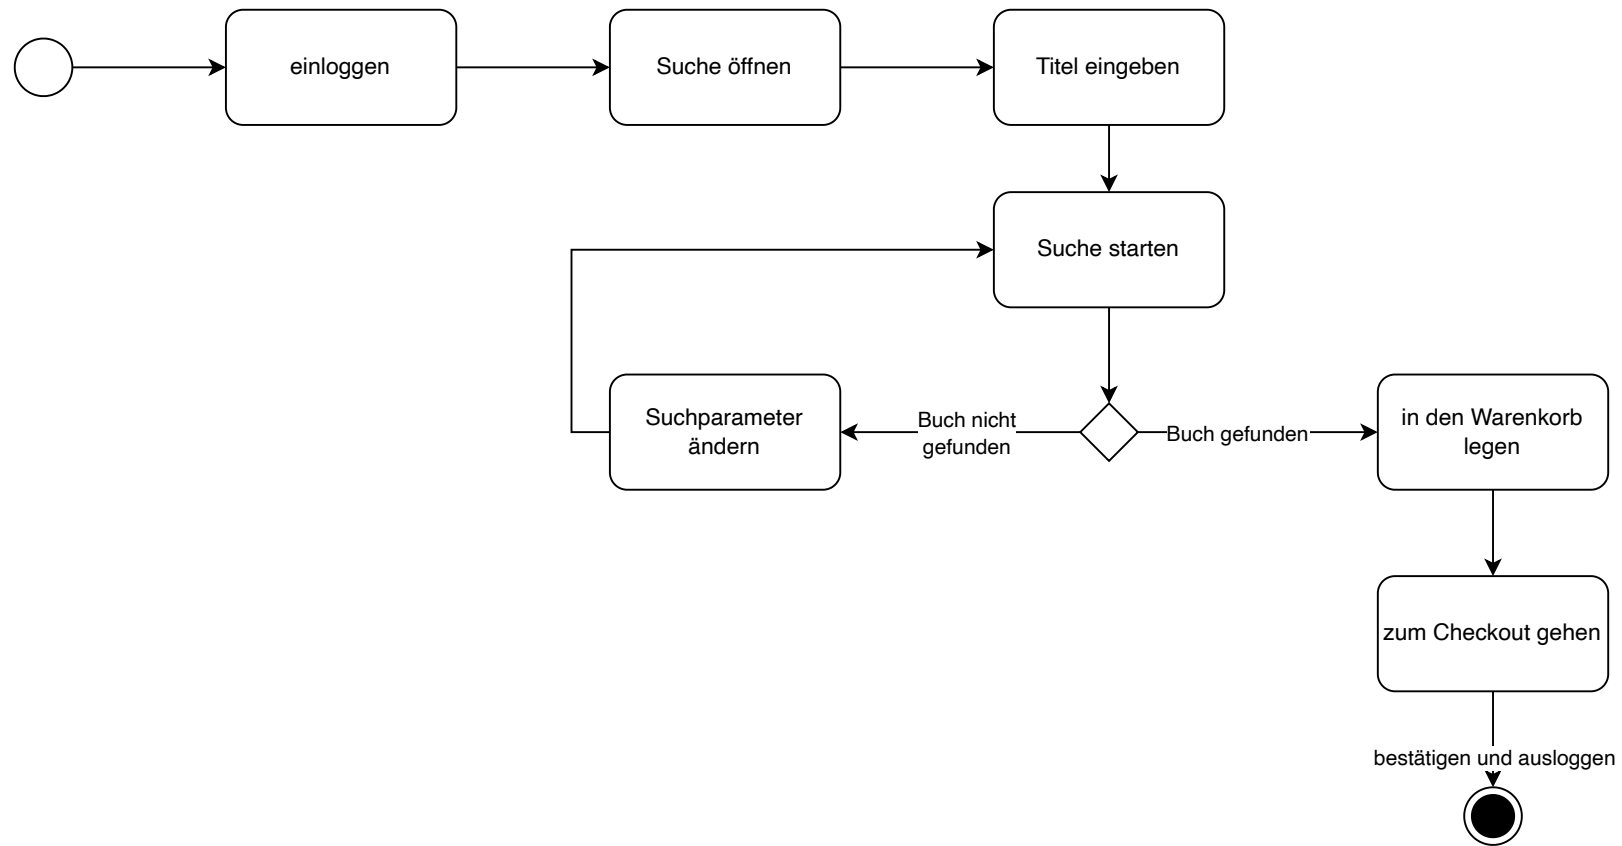 einloggen
Suche öffnen
Titel eingeben
Suche starten
Suchparameter
ändern
Buch nicht
gefunden
Buch gefunden
in den Warenkorb
legen
zum Checkout gehen
bestätigen und ausloggen